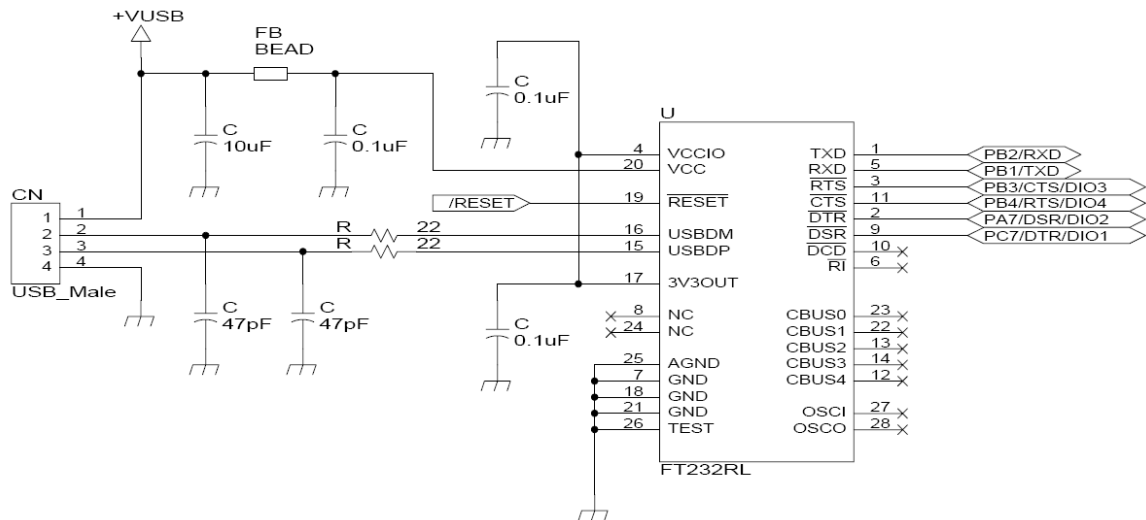 +VUSB
FB
BEAD
C
0.1uF
C
10uF
C
0.1uF
U
4 VCCIO TXD 1 PB2/RXD
20 VCC RXD 5 PB1/TXD
RTS 3 PB3/CTS/DIO3
/RESET 19 RESET CTS 11 PB4/RTS/DIO4
DTR 2 PA7/DSR/DIO2
16 USBDM DSR 9 PC7/DTR/DIO1
15 USBDP DCD 10
RI 6
17 3V3OUT
8 NC CBUS0 23
24 NC CBUS1 22
CBUS2 13
25 AGND CBUS3 14
7 GND CBUS4 12
18 GND
21 GND OSCI 27
26 TEST OSCO 28
FT232RL
CN
1 1
2 2
3 3
4 4
USB_Male
R 22
R 22
C
47pF
C
47pF
C
0.1uF